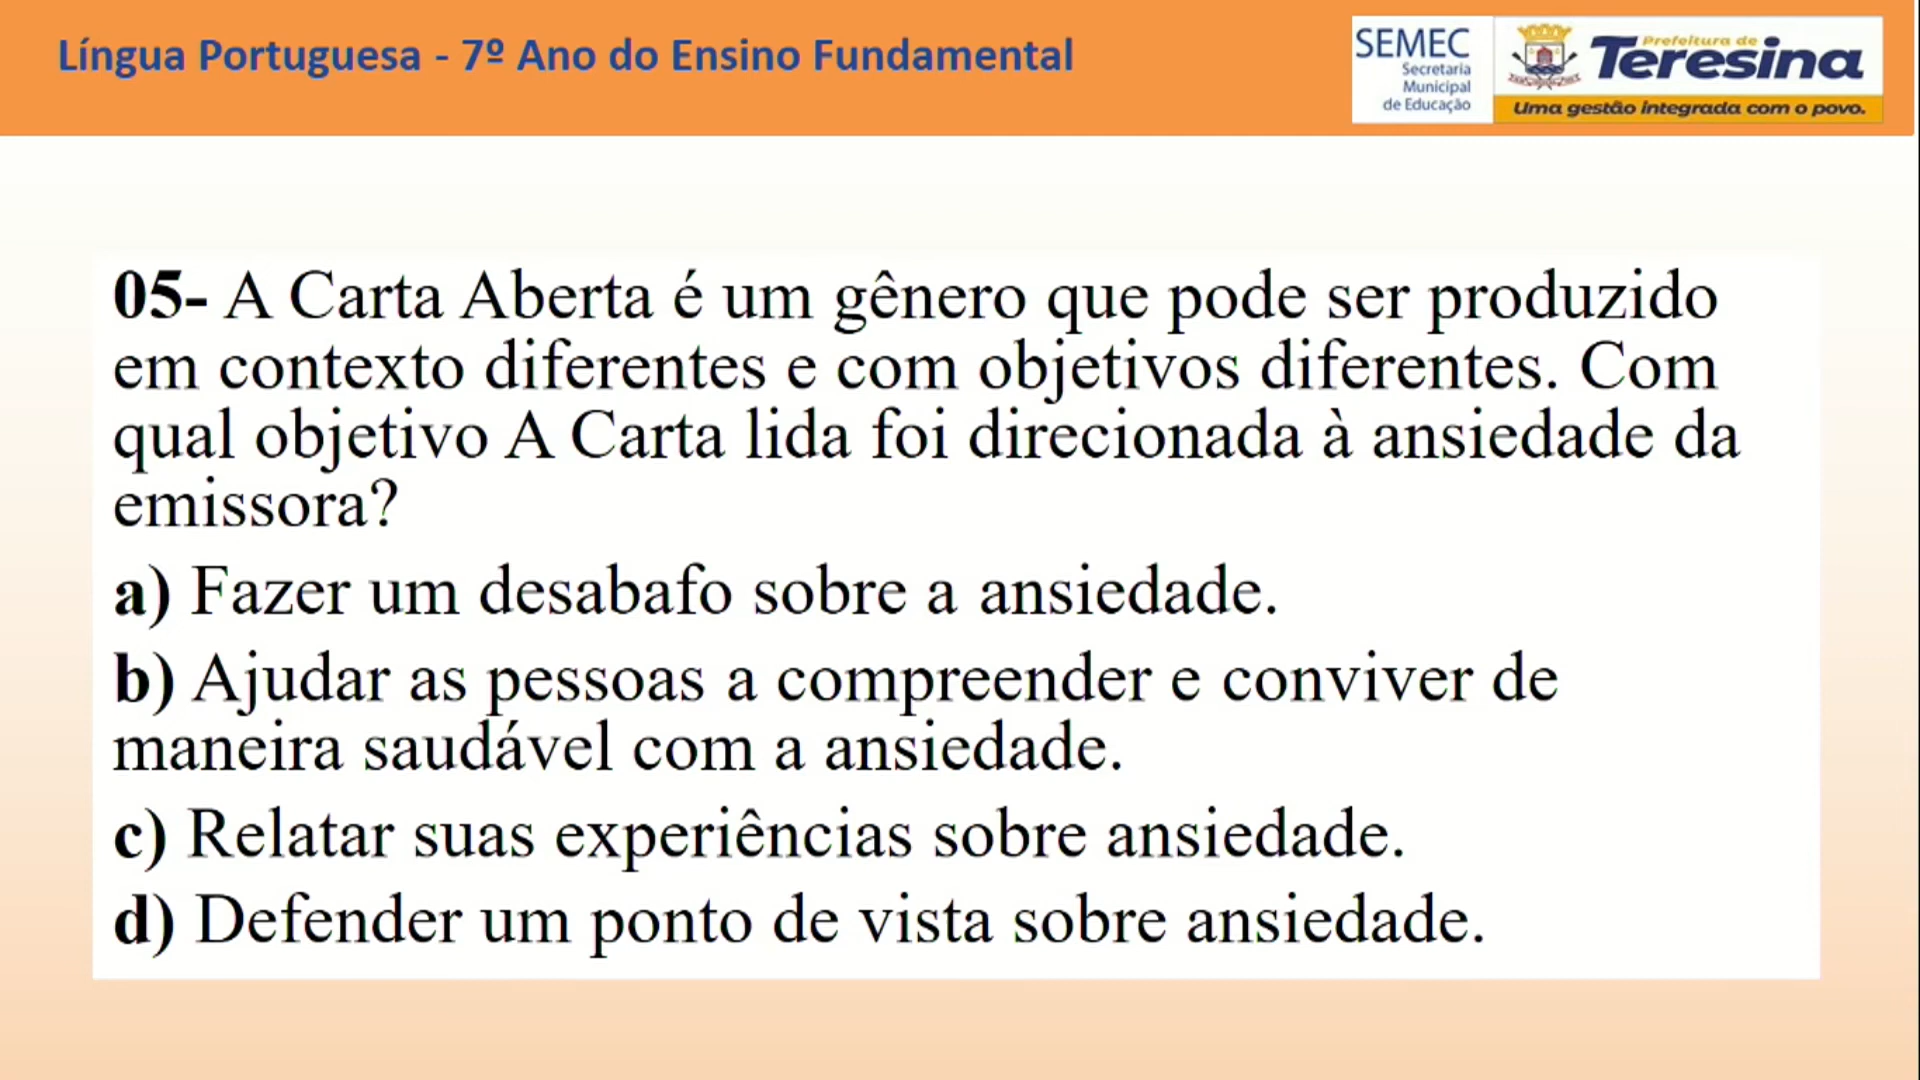 Língua Portuguesa - 7º Ano do Ensino Fundamental
SEMEC
Secretaria
Municipal
de Educação
Prefeitura de
Teresina
Uma gestão integrada com o povo.
05- A Carta Aberta é um gênero que pode ser produzido
em contexto diferentes e com objetivos diferentes. Com
qual objetivo A Carta lida foi direcionada à ansiedade da
emissora?
a) Fazer um desabafo sobre a ansiedade.
b) Ajudar as pessoas a compreender e conviver de
maneira saudável com a ansiedade.
c) Relatar suas experiências sobre ansiedade.
d) Defender um ponto de vista sobre ansiedade.